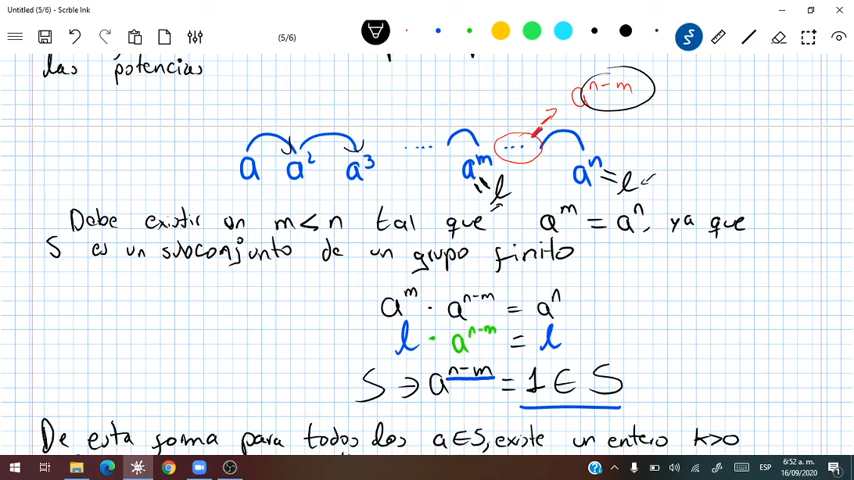 Untitled (5/6) - Scrble Ink
(5/6)
las potencias
a^{n-m}
a a² a³ .... a^m ... a^n = l
" l
Debe existir un m < n tal que a^m = a^n, ya que
S es un subconjunto de un grupo finito
a^m · a^{n-m} = a^n
l · a^{n-m} = l
S ∋ a^{n-m} = 1 ∈ S
De esta forma para todos los a∈S, existe un entero k>0
ESP
6:52 a. m.
16/09/2020